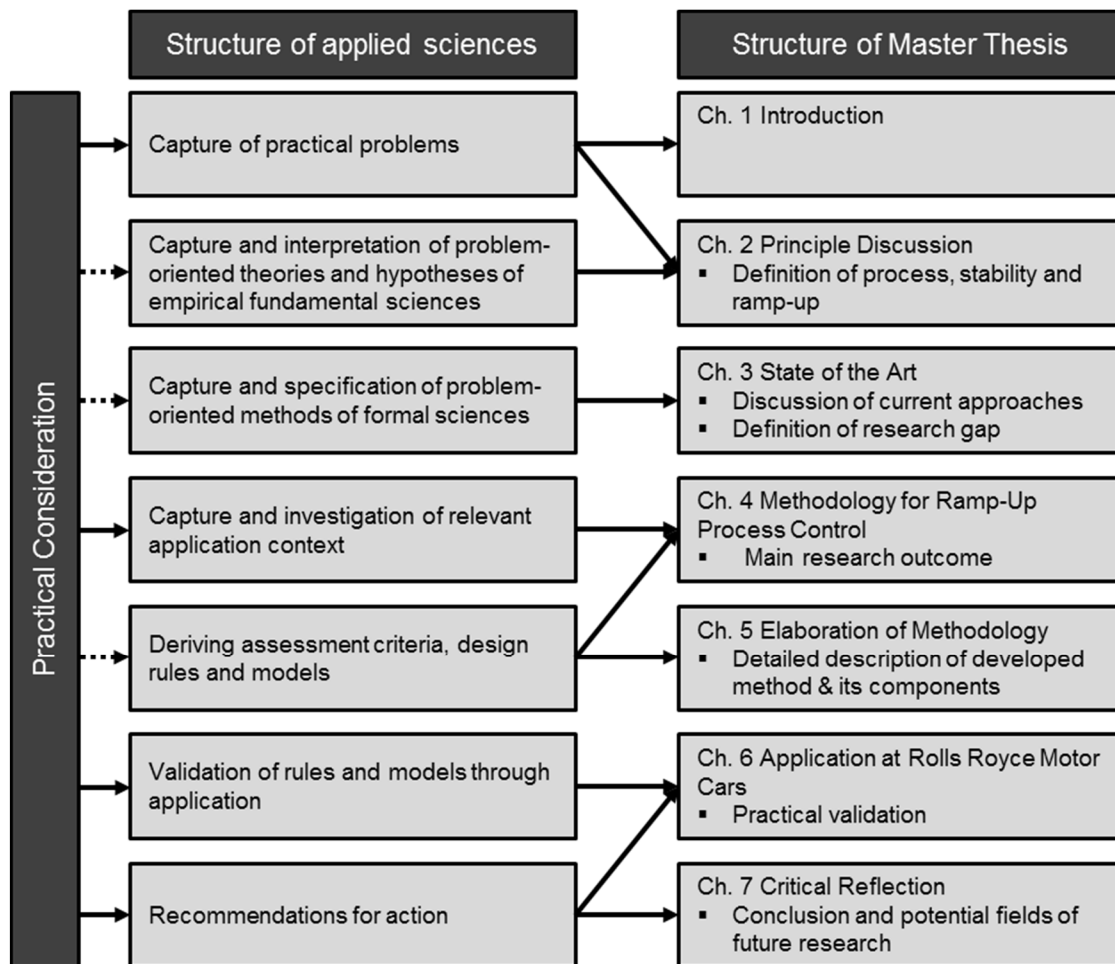 Structure of applied sciences
Structure of Master Thesis
Practical Consideration
Capture of practical problems
Ch. 1 Introduction
Capture and interpretation of problem-
oriented theories and hypotheses of
empirical fundamental sciences
Ch. 2 Principle Discussion
▪ Definition of process, stability and
ramp-up
Capture and specification of problem-
oriented methods of formal sciences
Ch. 3 State of the Art
▪ Discussion of current approaches
▪ Definition of research gap
Capture and investigation of relevant
application context
Ch. 4 Methodology for Ramp-Up
Process Control
▪ Main research outcome
Deriving assessment criteria, design
rules and models
Ch. 5 Elaboration of Methodology
▪ Detailed description of developed
method & its components
Validation of rules and models through
application
Ch. 6 Application at Rolls Royce Motor
Cars
▪ Practical validation
Recommendations for action
Ch. 7 Critical Reflection
▪ Conclusion and potential fields of
future research